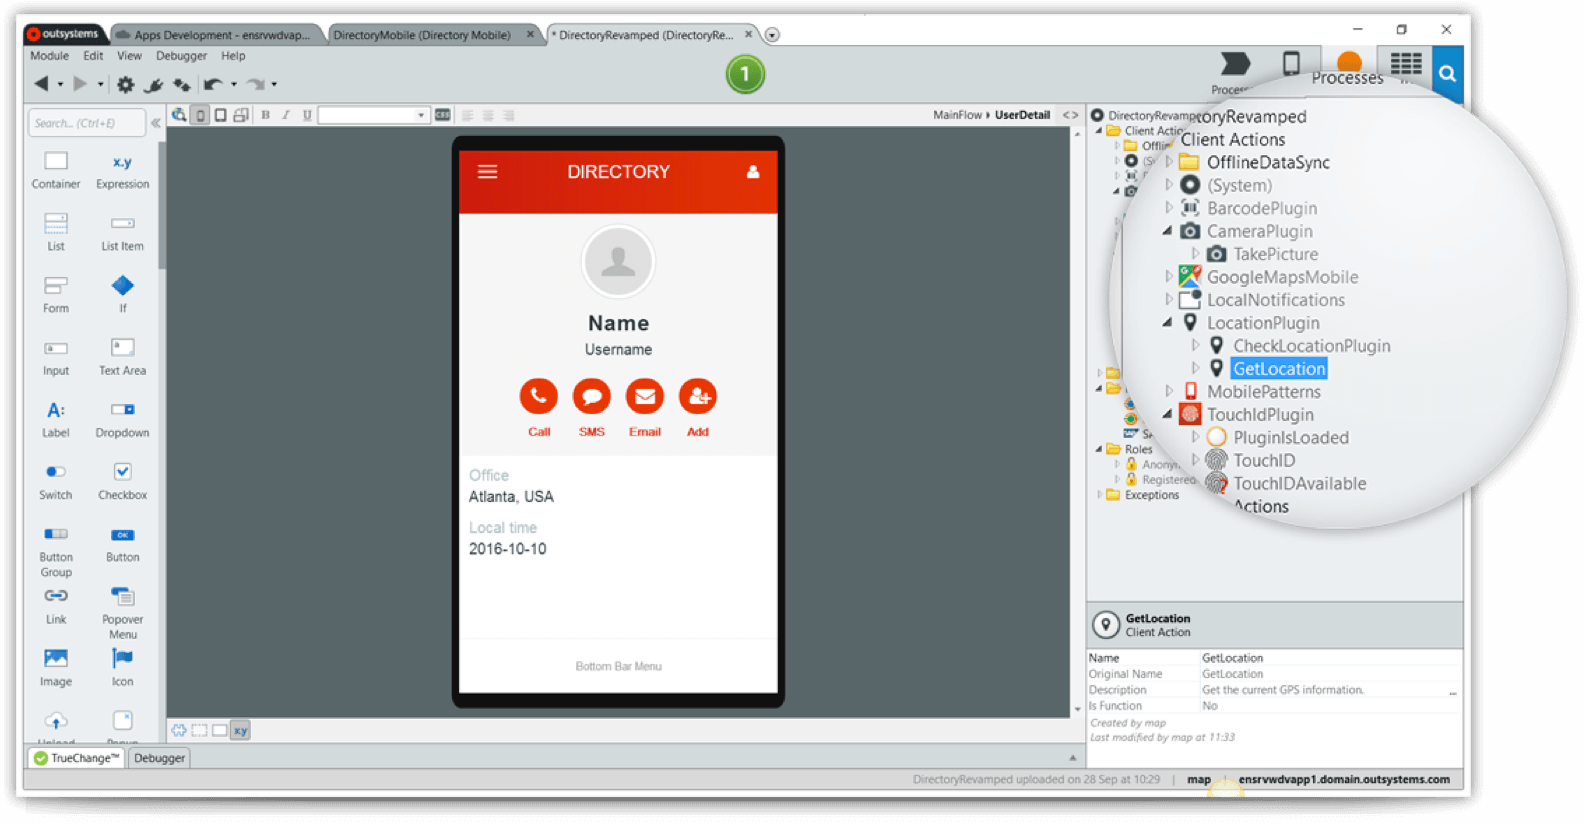 outsystems
Apps Development - ensrvwdvap...
DirectoryMobile (Directory Mobile)
* DirectoryRevamped (DirectoryRe...
Module Edit View Debugger Help
1
Processes
Search... (Ctrl+E)
B I U
CSS
MainFlow UserDetail
Container
x.y
Expression
List
List Item
Form
If
Input
Text Area
A:
Label
Dropdown
Switch
Checkbox
Button Group
OK
Button
Link
Popover Menu
Image
Icon
Upload
Popup
DIRECTORY
Name
Username
Call SMS Email Add
Office
Atlanta, USA
Local time
2016-10-10
Bottom Bar Menu
Client Actions
OfflineDataSync
(System)
BarcodePlugin
CameraPlugin
TakePicture
GoogleMapsMobile
LocalNotifications
LocationPlugin
CheckLocationPlugin
GetLocation
MobilePatterns
TouchIdPlugin
PluginIsLoaded
TouchID
TouchIDAvailable
Actions
Roles
Registered
Exceptions
GetLocation
Client Action
Name GetLocation
Original Name GetLocation
Description Get the current GPS information. ...
Is Function No
Created by map
Last modified by map at 11:33
xy
TrueChange™ Debugger
DirectoryRevamped uploaded on 28 Sep at 10:29 | map | ensrvwdvapp1.domain.outsystems.com